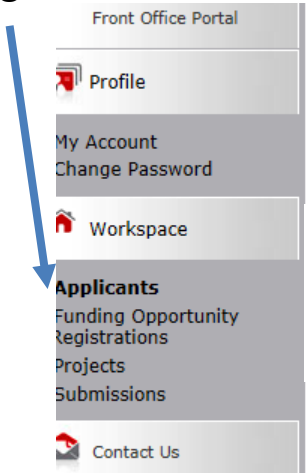 Front Office Portal
Profile
My Account
Change Password
Workspace
Applicants
Funding Opportunity
Registrations
Projects
Submissions
Contact Us